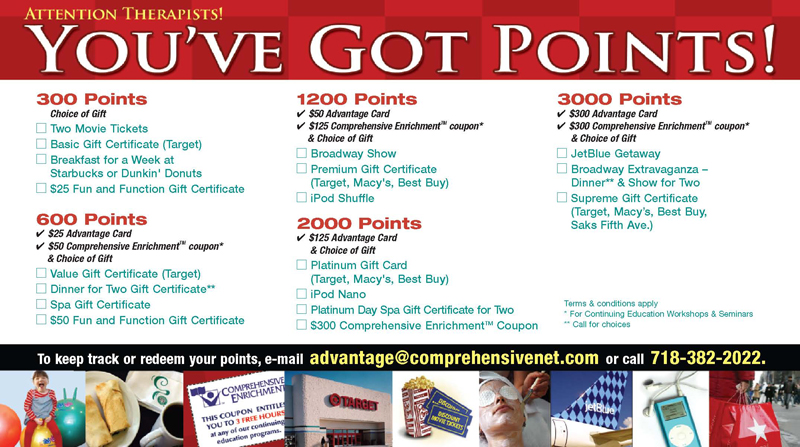 ATTENTION THERAPISTS!
YOU'VE GOT POINTS!
300 Points
Choice of Gift
Two Movie Tickets
Basic Gift Certificate (Target)
Breakfast for a Week at
Starbucks or Dunkin' Donuts
$25 Fun and Function Gift Certificate
600 Points
✔ $25 Advantage Card
✔ $50 Comprehensive Enrichment™ coupon*
& Choice of Gift
Value Gift Certificate (Target)
Dinner for Two Gift Certificate**
Spa Gift Certificate
$50 Fun and Function Gift Certificate
1200 Points
✔ $50 Advantage Card
✔ $125 Comprehensive Enrichment™ coupon*
& Choice of Gift
Broadway Show
Premium Gift Certificate
(Target, Macy's, Best Buy)
iPod Shuffle
2000 Points
✔ $125 Advantage Card
& Choice of Gift
Platinum Gift Card
(Target, Macy's, Best Buy)
iPod Nano
Platinum Day Spa Gift Certificate for Two
$300 Comprehensive Enrichment™ Coupon
3000 Points
✔ $300 Advantage Card
✔ $300 Comprehensive Enrichment™ coupon*
& Choice of Gift
JetBlue Getaway
Broadway Extravaganza –
Dinner** & Show for Two
Supreme Gift Certificate
(Target, Macy's, Best Buy,
Saks Fifth Ave.)
Terms & conditions apply
* For Continuing Education Workshops & Seminars
** Call for choices
To keep track or redeem your points, e-mail advantage@comprehensivenet.com or call 718-382-2022.
COMPREHENSIVE
ENRICHMENT
THIS COUPON ENTITLES
YOU TO 3 FREE HOURS
at any of our continuing
education programs.
TARGET
DISCOUNT
MOVIE TICKET
jetBlue